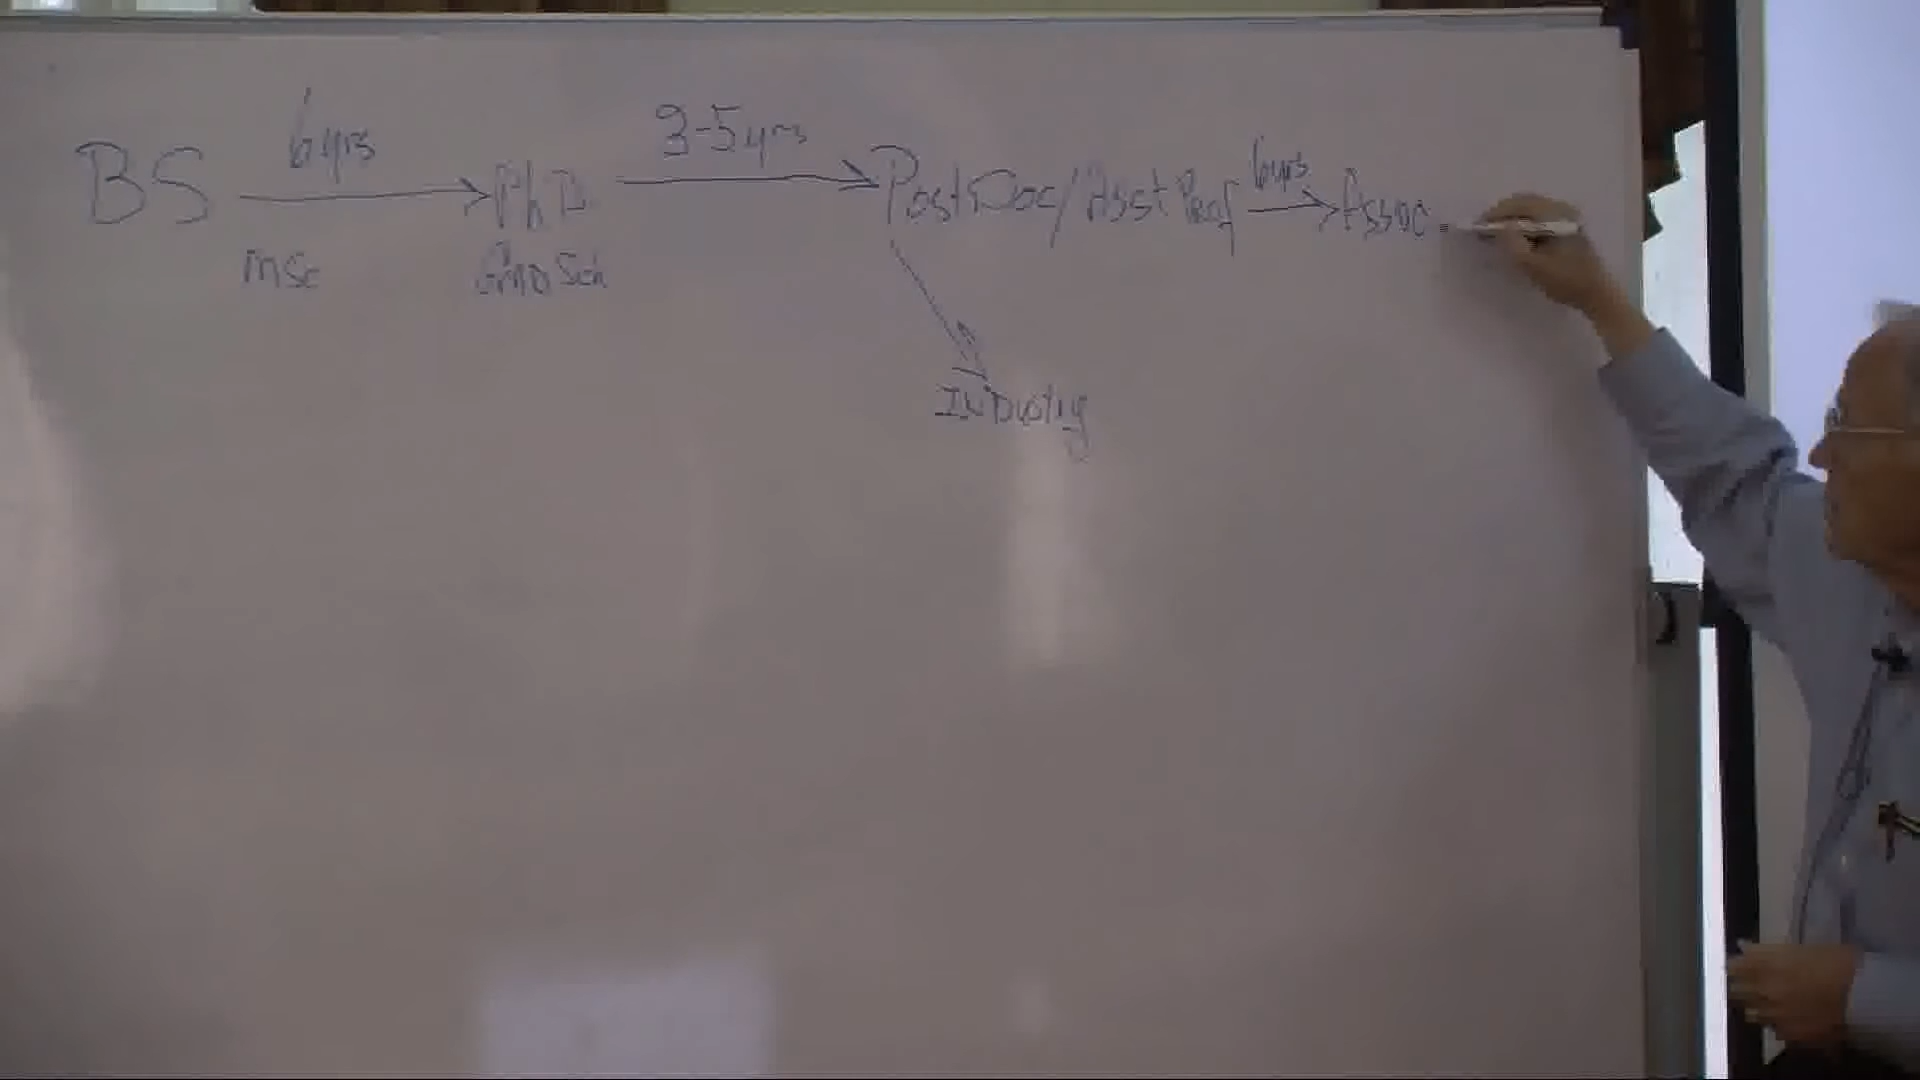 BS 6yrs PhD 3-5yrs PostDoc/Asst Prof 6yrs Assoc.
MSc Grad Sch
Industry